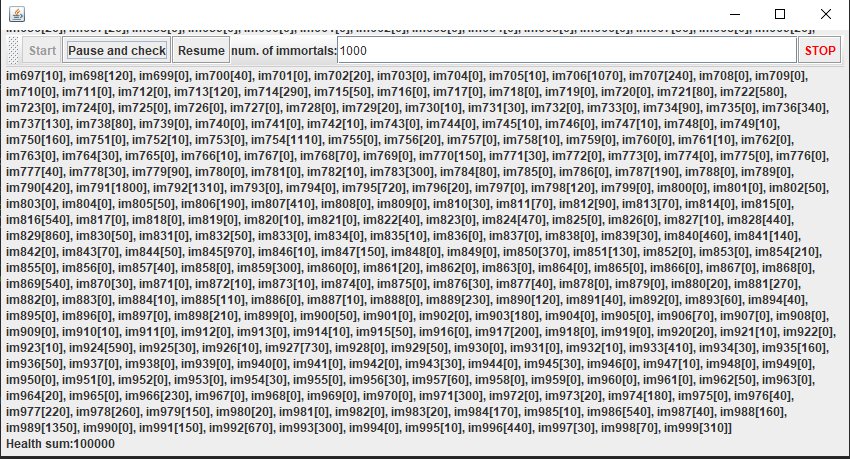 Start Pause and check Resume num. of immortals: 1000 STOP
im697[10], im698[120], im699[0], im700[40], im701[0], im702[20], im703[0], im704[0], im705[10], im706[1070], im707[240], im708[0], im709[0],
im710[0], im711[0], im712[0], im713[120], im714[290], im715[50], im716[0], im717[0], im718[0], im719[0], im720[0], im721[80], im722[580],
im723[0], im724[0], im725[0], im726[0], im727[0], im728[0], im729[20], im730[10], im731[30], im732[0], im733[0], im734[90], im735[0], im736[340],
im737[130], im738[80], im739[0], im740[0], im741[0], im742[10], im743[0], im744[0], im745[10], im746[0], im747[10], im748[0], im749[10],
im750[160], im751[0], im752[10], im753[0], im754[1110], im755[0], im756[20], im757[0], im758[10], im759[0], im760[0], im761[10], im762[0],
im763[0], im764[30], im765[0], im766[10], im767[0], im768[70], im769[0], im770[150], im771[30], im772[0], im773[0], im774[0], im775[0], im776[0],
im777[40], im778[30], im779[90], im780[0], im781[0], im782[10], im783[300], im784[80], im785[0], im786[0], im787[190], im788[0], im789[0],
im790[420], im791[1800], im792[1310], im793[0], im794[0], im795[720], im796[20], im797[0], im798[120], im799[0], im800[0], im801[0], im802[50],
im803[0], im804[0], im805[50], im806[190], im807[410], im808[0], im809[0], im810[30], im811[70], im812[90], im813[70], im814[0], im815[0],
im816[540], im817[0], im818[0], im819[0], im820[10], im821[0], im822[40], im823[0], im824[470], im825[0], im826[0], im827[10], im828[440],
im829[860], im830[50], im831[0], im832[50], im833[0], im834[0], im835[10], im836[0], im837[0], im838[0], im839[30], im840[460], im841[140],
im842[0], im843[70], im844[50], im845[970], im846[10], im847[150], im848[0], im849[0], im850[370], im851[130], im852[0], im853[0], im854[210],
im855[0], im856[0], im857[40], im858[0], im859[300], im860[0], im861[20], im862[0], im863[0], im864[0], im865[0], im866[0], im867[0], im868[0],
im869[540], im870[30], im871[0], im872[10], im873[10], im874[0], im875[0], im876[30], im877[40], im878[0], im879[0], im880[20], im881[270],
im882[0], im883[0], im884[10], im885[110], im886[0], im887[10], im888[0], im889[230], im890[120], im891[40], im892[0], im893[60], im894[40],
im895[0], im896[0], im897[0], im898[210], im899[0], im900[50], im901[0], im902[0], im903[180], im904[0], im905[0], im906[70], im907[0], im908[0],
im909[0], im910[10], im911[0], im912[0], im913[0], im914[10], im915[50], im916[0], im917[200], im918[0], im919[0], im920[20], im921[10], im922[0],
im923[10], im924[590], im925[30], im926[10], im927[730], im928[0], im929[50], im930[0], im931[0], im932[10], im933[410], im934[30], im935[160],
im936[50], im937[0], im938[0], im939[0], im940[0], im941[0], im942[0], im943[30], im944[0], im945[30], im946[0], im947[10], im948[0], im949[0],
im950[0], im951[0], im952[0], im953[0], im954[30], im955[0], im956[30], im957[60], im958[0], im959[0], im960[0], im961[0], im962[50], im963[0],
im964[20], im965[0], im966[230], im967[0], im968[0], im969[0], im970[0], im971[300], im972[0], im973[20], im974[180], im975[0], im976[40],
im977[220], im978[260], im979[150], im980[20], im981[0], im982[0], im983[20], im984[170], im985[10], im986[540], im987[40], im988[160],
im989[1350], im990[0], im991[150], im992[670], im993[300], im994[0], im995[10], im996[440], im997[30], im998[70], im999[310]]
Health sum:100000